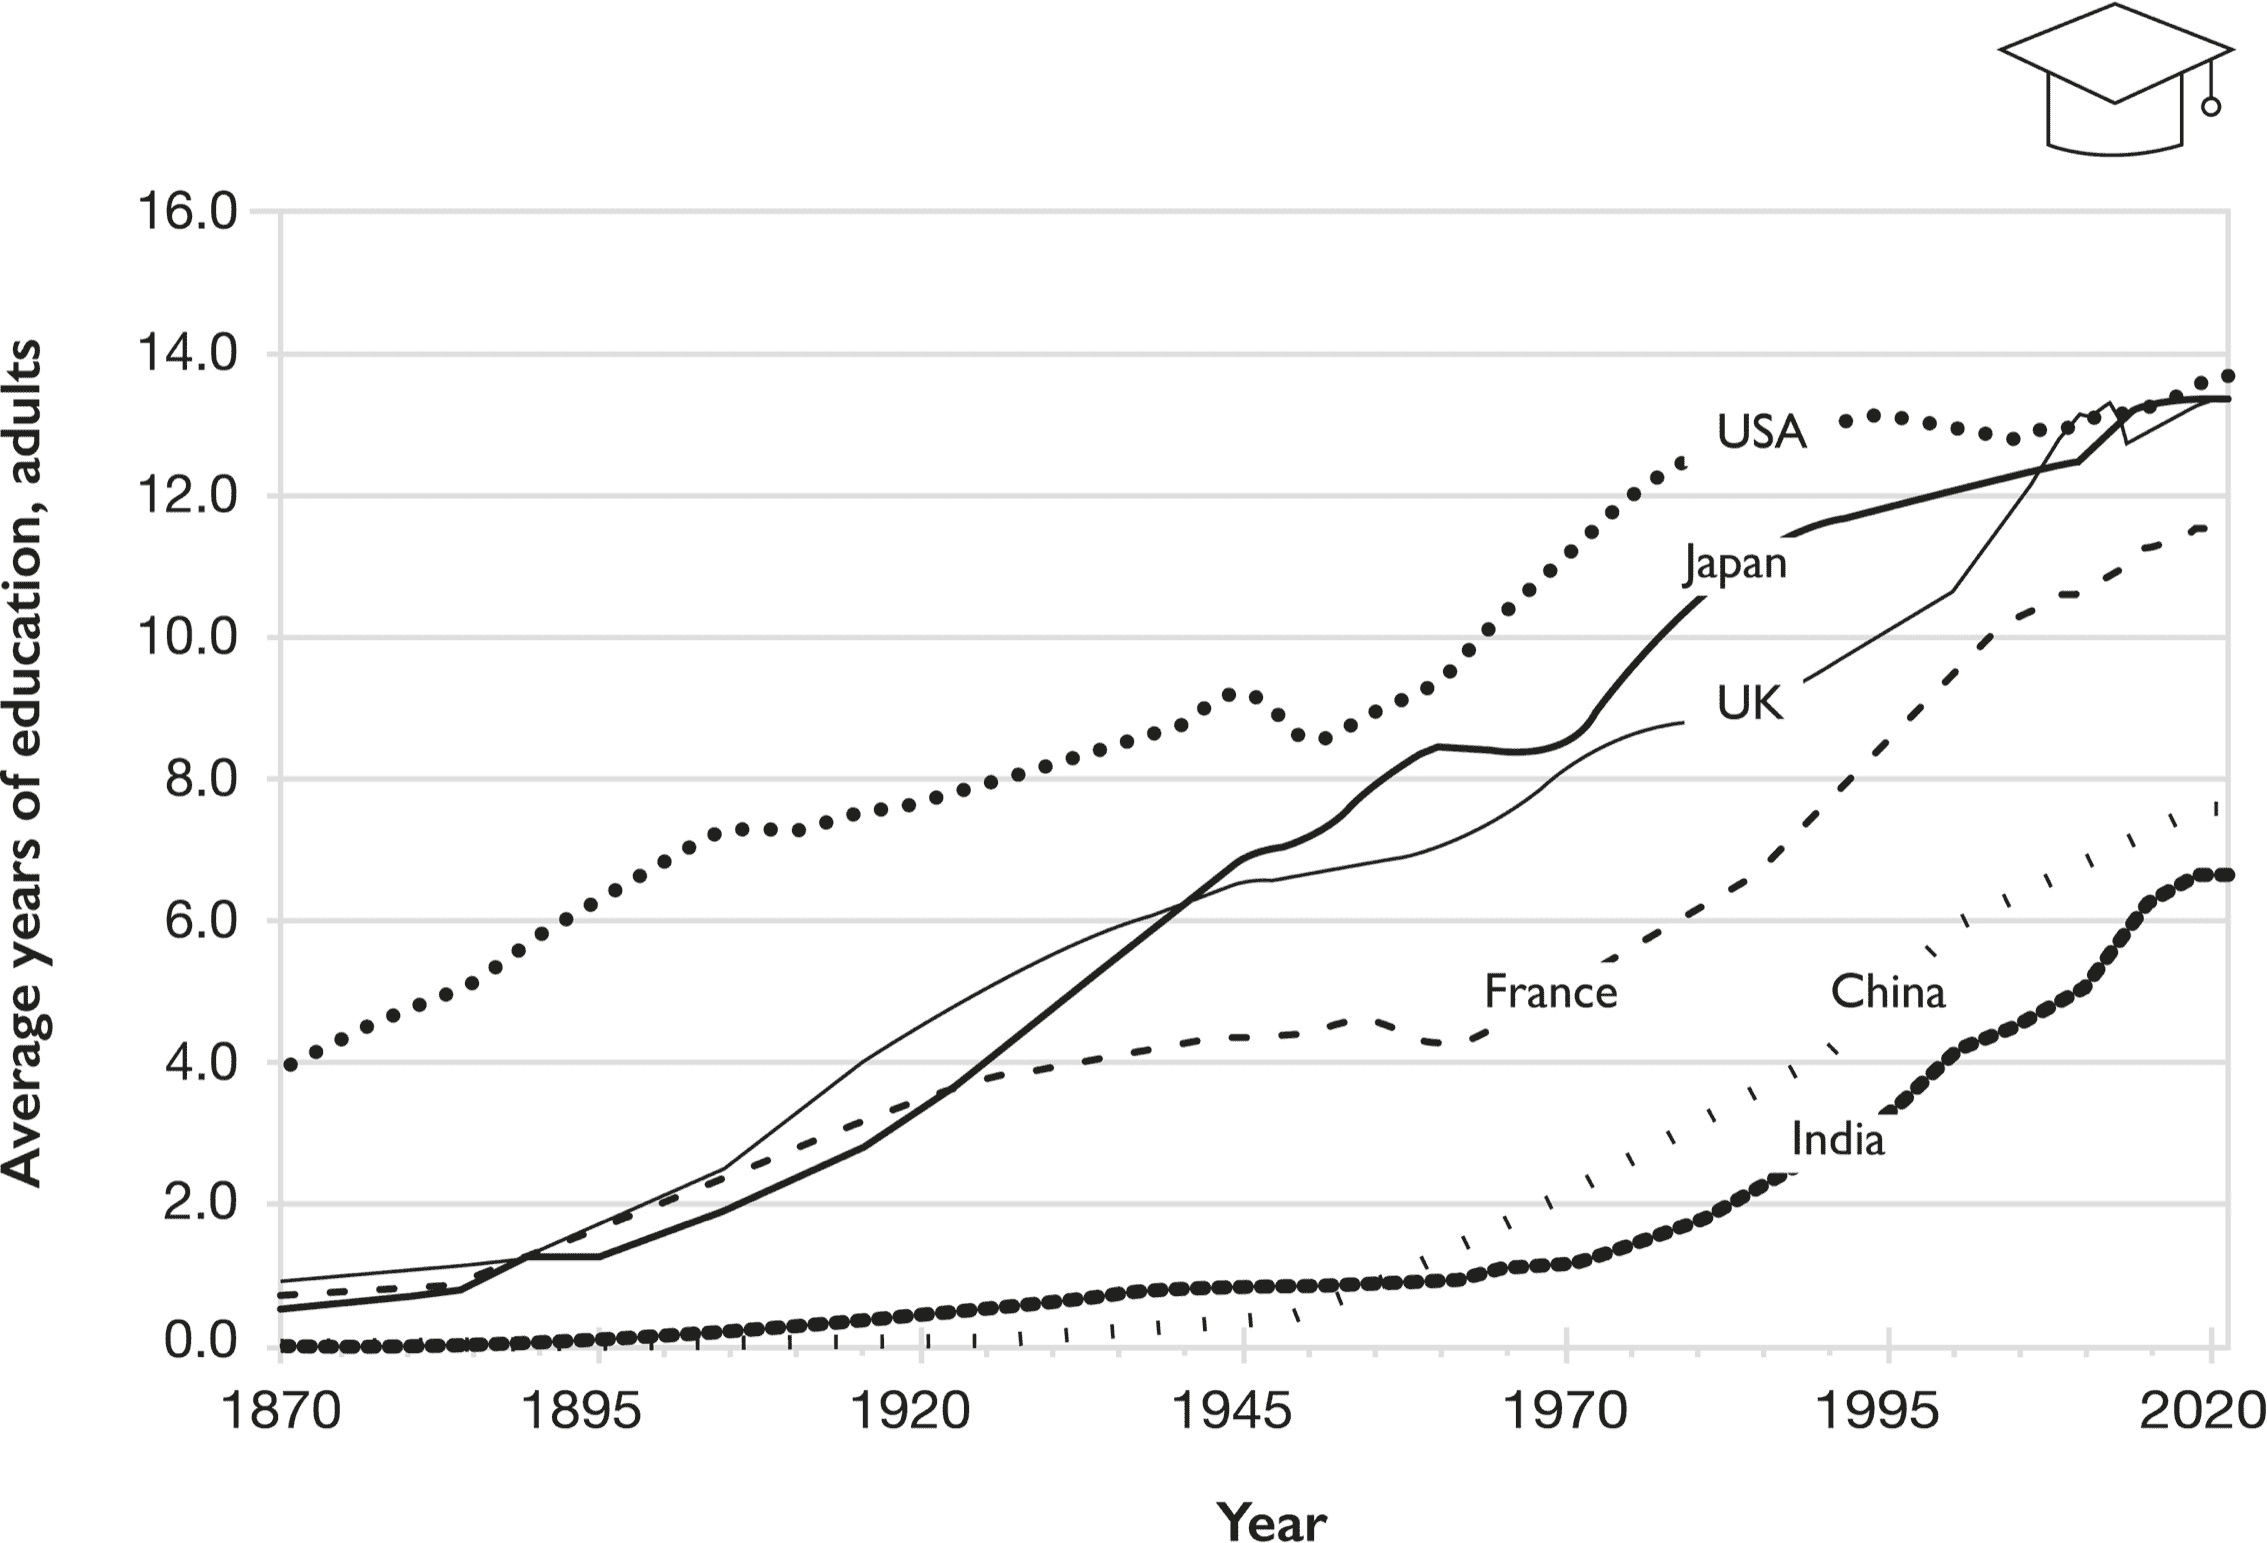 16.0
14.0
12.0
10.0
8.0
6.0
4.0
2.0
0.0
Average years of education, adults
USA
Japan
UK
France
China
India
1870 1895 1920 1945 1970 1995 2020
Year